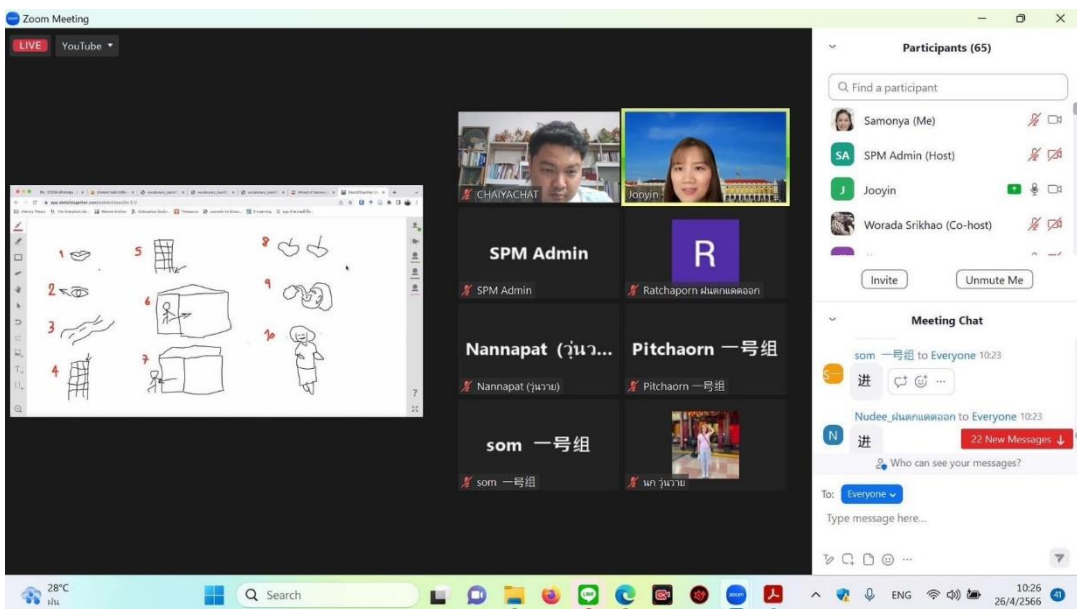 Zoom Meeting
LIVE YouTube
1
2
3
4
5
6
7
8
9
10
?
CHAIYACHAT
Jooyin
SPM Admin
SPM Admin
R
Ratchaporn ฝนตกแดดออก
Nannapat (วุ่นว...
Nannapat (วุ่นวาย)
Pitchaorn 一号组
Pitchaorn 一号组
som 一号组
som 一号组
นภ วุ่นวาย
Participants (65)
Find a participant
Samonya (Me)
SA SPM Admin (Host)
J Jooyin
Worada Srikhao (Co-host)
Invite
Unmute Me
Meeting Chat
som 一号组 to Everyone 10:23
S一
进
Nudee_ฝนตกแดดออก to Everyone 10:23
N
进
22 New Messages
Who can see your messages?
To: Everyone
Type message here...
28°C
ฝน
Search
ENG
10:26
26/4/2566
41